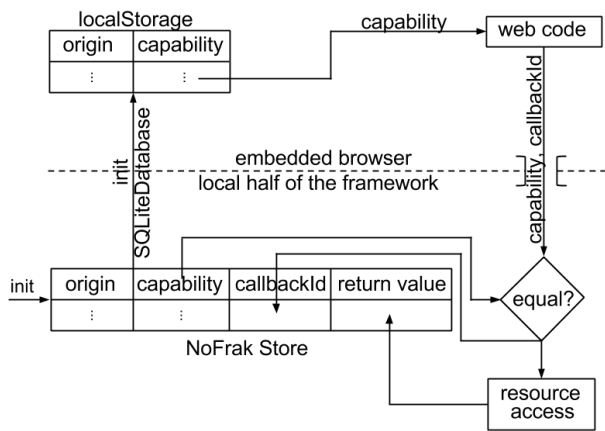 localStorage
origin capability
⋮ ⋮
capability
web code
init
SQLiteDatabase
capability, callbackId
embedded browser
local half of the framework
init
origin capability callbackId return value
⋮ ⋮
NoFrak Store
equal?
resource
access